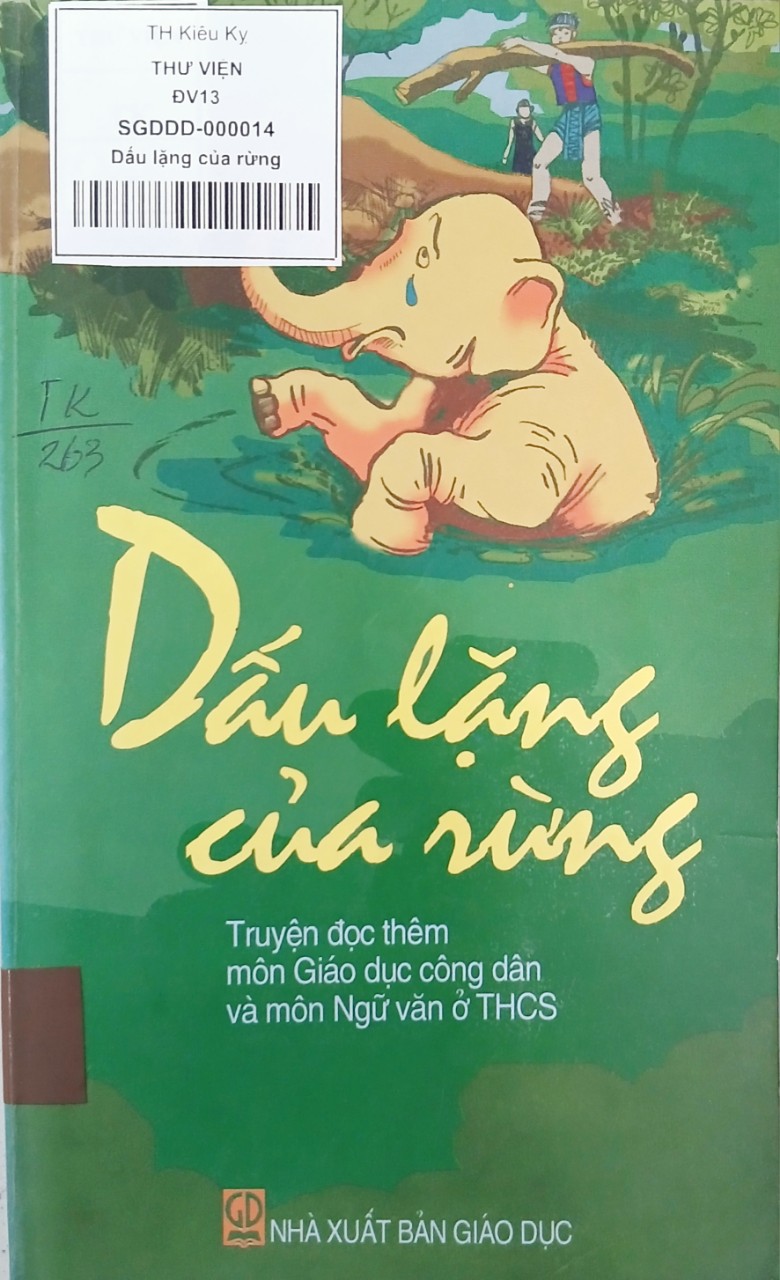 TH Kiêu Kỵ
THƯ VIỆN
ĐV13
SGDDD-000014
Dấu lặng của rừng
TK
263
Dấu lặng
của rừng
Truyện đọc thêm
môn Giáo dục công dân
và môn Ngữ văn ở THCS
GD
NHÀ XUẤT BẢN GIÁO DỤC